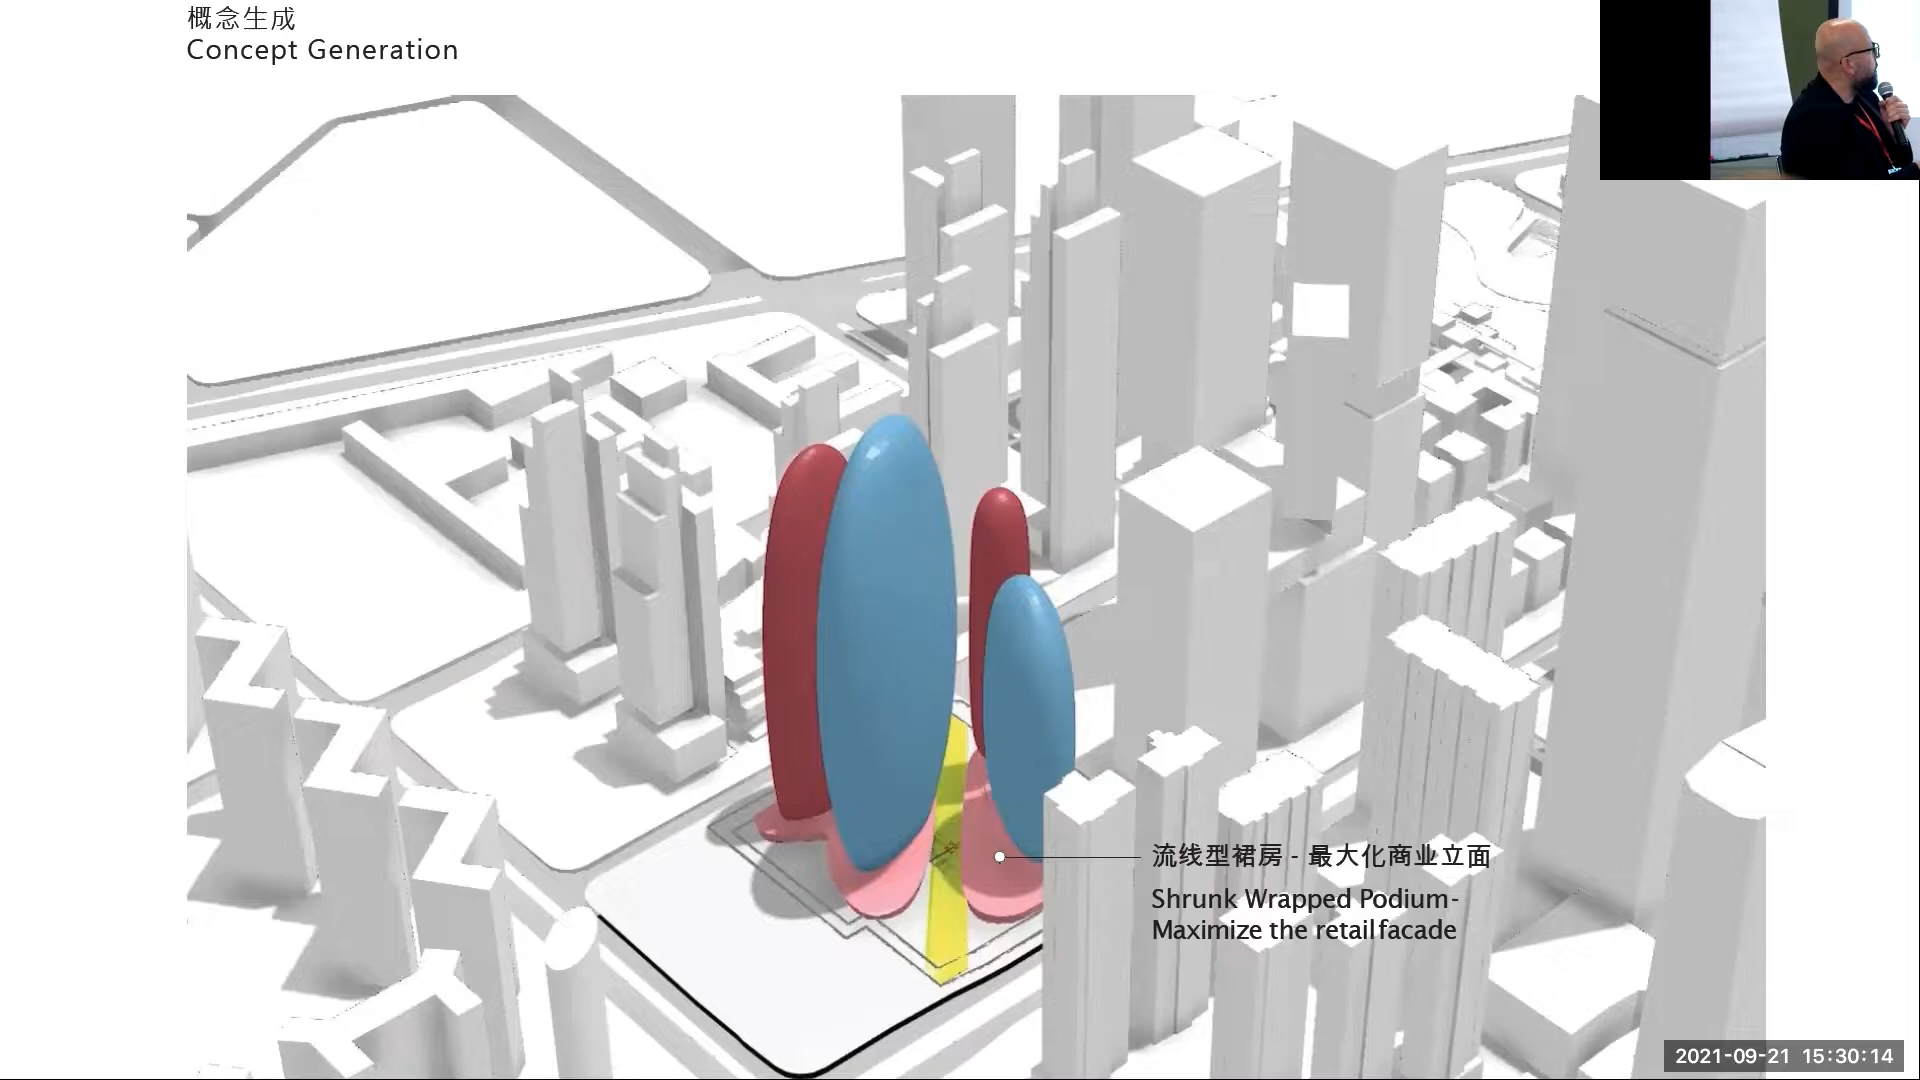 概念生成
Concept Generation
流线型裙房 - 最大化商业立面
Shrunk Wrapped Podium-
Maximize the retail facade
2021-09-21 15:30:14